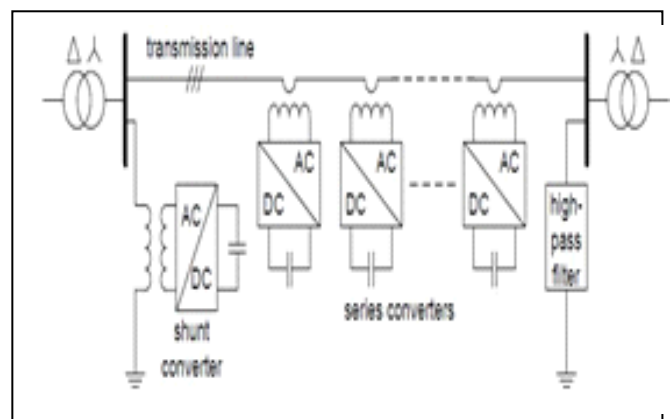 Δ Y
transmission line
Y Δ
AC
DC
AC
DC
AC
DC
AC
DC
high-
pass
filter
series converters
shunt
converter